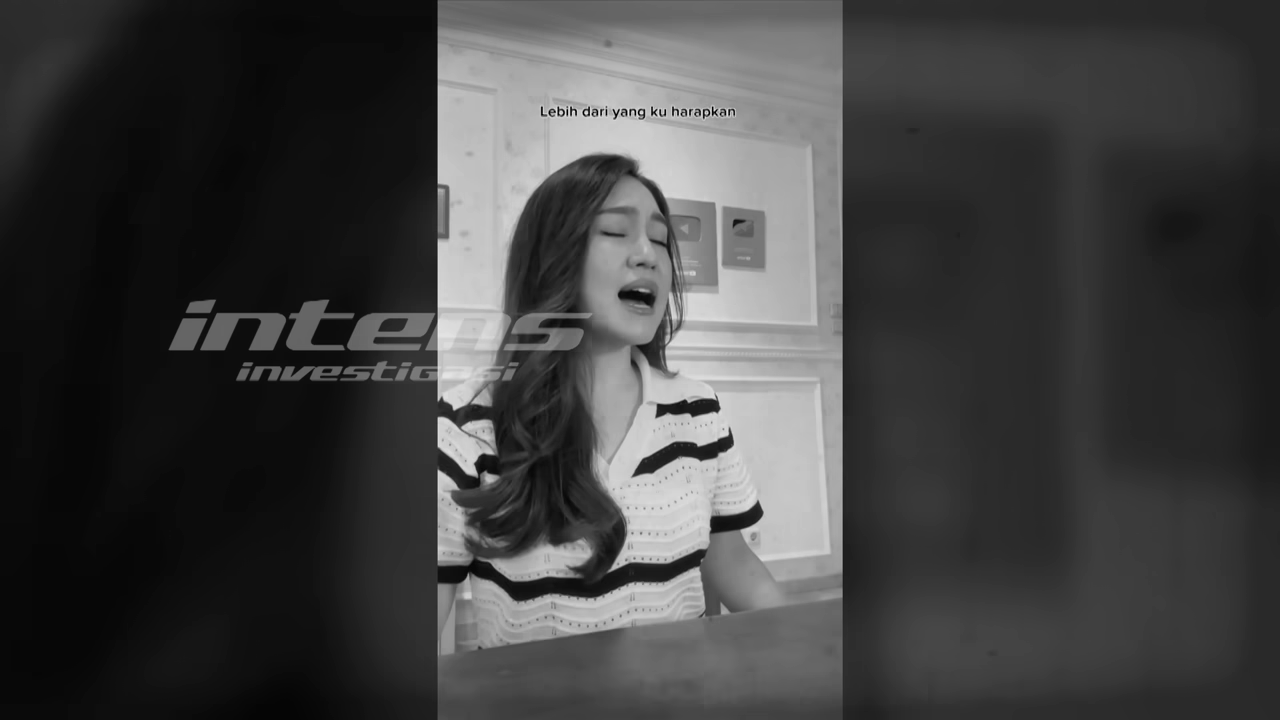 Lebih dari yang ku harapkan
intens
investigasi